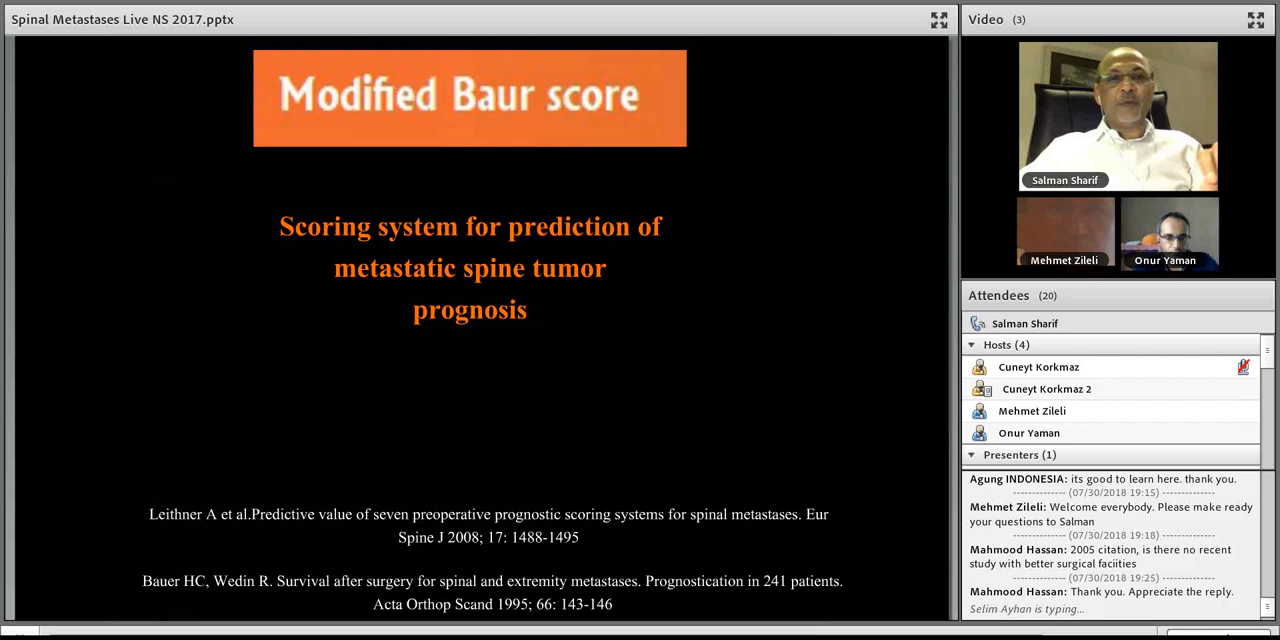 Spinal Metastases Live NS 2017.pptx
Modified Baur score
Scoring system for prediction of
metastatic spine tumor
prognosis
Leithner A et al.Predictive value of seven preoperative prognostic scoring systems for spinal metastases. Eur
Spine J 2008; 17: 1488-1495
Bauer HC, Wedin R. Survival after surgery for spinal and extremity metastases. Prognostication in 241 patients.
Acta Orthop Scand 1995; 66: 143-146
Video (3)
Salman Sharif
Mehmet Zileli
Onur Yaman
Attendees (20)
Salman Sharif
Hosts (4)
Cuneyt Korkmaz
Cuneyt Korkmaz 2
Mehmet Zileli
Onur Yaman
Presenters (1)
Agung INDONESIA: its good to learn here. thank you.
------------- (07/30/2018 19:15) -------------
Mehmet Zileli: Welcome everybody. Please make ready
your questions to Salman
------------- (07/30/2018 19:18) -------------
Mahmood Hassan: 2005 citation, is there no recent
study with better surgical faciities
------------- (07/30/2018 19:25) -------------
Mahmood Hassan: Thank you. Appreciate the reply.
Selim Ayhan is typing...